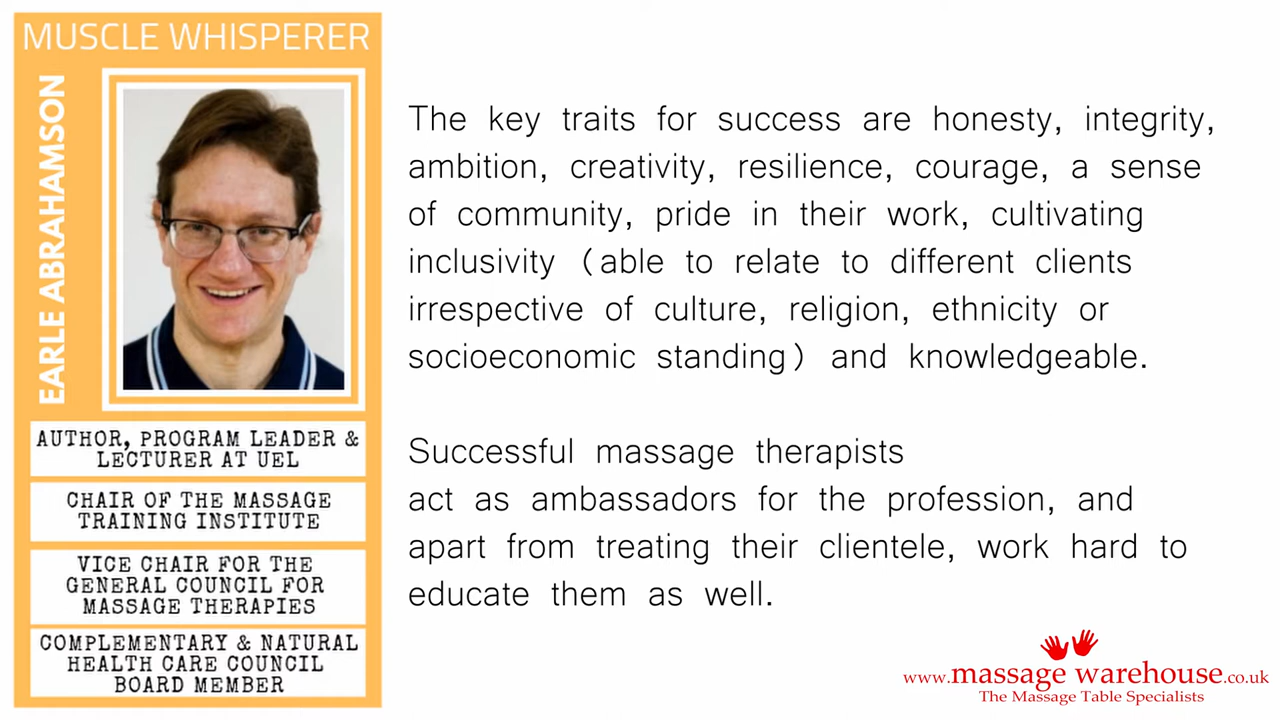 MUSCLE WHISPERER
EARLE ABRAHAMSON
AUTHOR, PROGRAM LEADER &
LECTURER AT UEL
CHAIR OF THE MASSAGE
TRAINING INSTITUTE
VICE CHAIR FOR THE
GENERAL COUNCIL FOR
MASSAGE THERAPIES
COMPLEMENTARY & NATURAL
HEALTH CARE COUNCIL
BOARD MEMBER
The key traits for success are honesty, integrity,
ambition, creativity, resilience, courage, a sense
of community, pride in their work, cultivating
inclusivity (able to relate to different clients
irrespective of culture, religion, ethnicity or
socioeconomic standing) and knowledgeable.
Successful massage therapists
act as ambassadors for the profession, and
apart from treating their clientele, work hard to
educate them as well.
www.massage warehouse.co.uk
The Massage Table Specialists